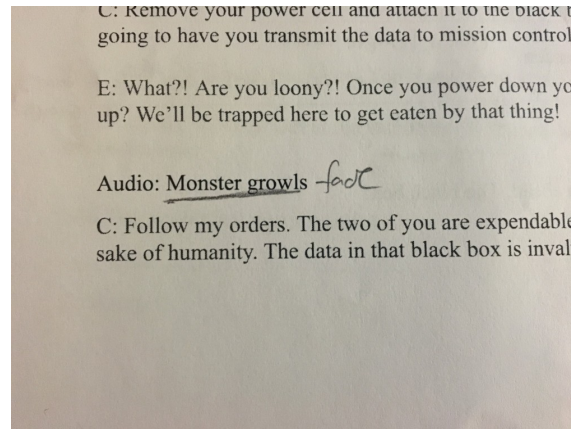 C: Remove your power cell and attach it to the black
going to have you transmit the data to mission control
E: What?! Are you loony?! Once you power down yo
up? We'll be trapped here to get eaten by that thing!
Audio: Monster growls - fade
C: Follow my orders. The two of you are expendable
sake of humanity. The data in that black box is inval